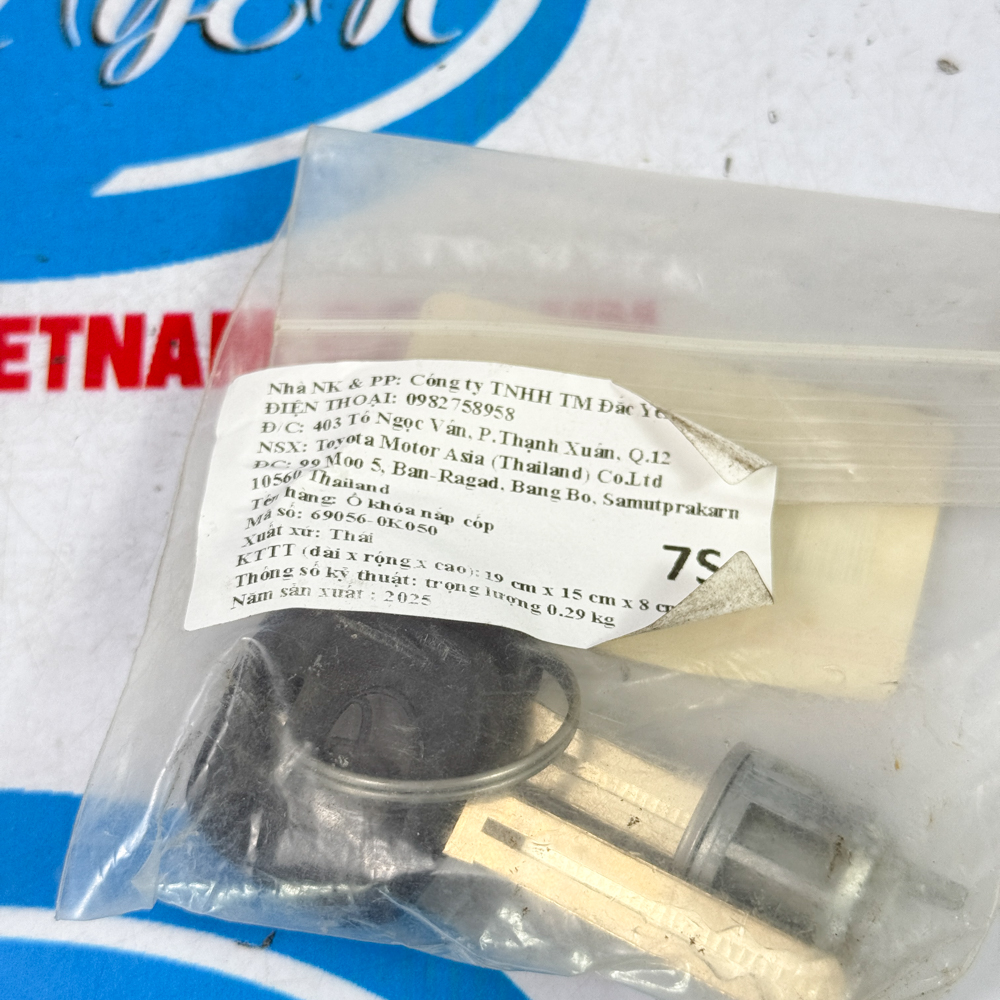 ETNA
Nhà NK & PP: Công ty TNHH TM Đắc
ĐIỆN THOẠI: 0982758958
Đ/C: 403 Tô Ngọc Vân, P.Thạnh Xuân, Q.12
NSX: Toyota Motor Asia (Thailand) Co.Ltd
ĐC: 99 Moo 5, Ban-Ragad, Bang Bo, Samutprakarn
10560 Thailand
Tên hàng: Ổ khóa nắp cốp
Mã số: 69056-0K050
Xuất xứ: Thái
7S
KTTT (dài x rộng x cao): 19 cm x 15 cm x 8 cm
Thông số kỹ thuật: trọng lượng 0.29 kg
Năm sản xuất : 2025